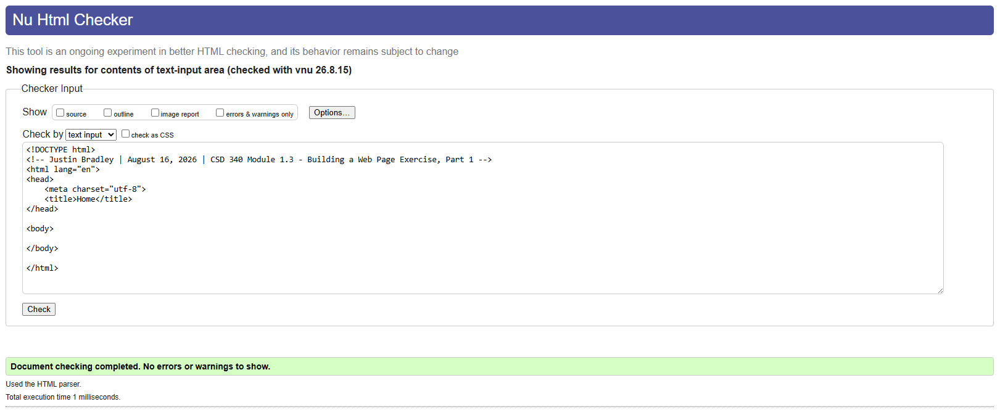 Nu Html Checker
This tool is an ongoing experiment in better HTML checking, and its behavior remains subject to change
Showing results for contents of text-input area (checked with vnu 26.8.15)
Checker Input
Show source outline image report errors & warnings only Options...
Check by text input check as CSS
<!DOCTYPE html>
<!-- Justin Bradley | August 16, 2026 | CSD 340 Module 1.3 - Building a Web Page Exercise, Part 1 -->
<html lang="en">
<head>
    <meta charset="utf-8">
    <title>Home</title>
</head>
<body>
</body>
</html>
Check
Document checking completed. No errors or warnings to show.
Used the HTML parser.
Total execution time 1 milliseconds.